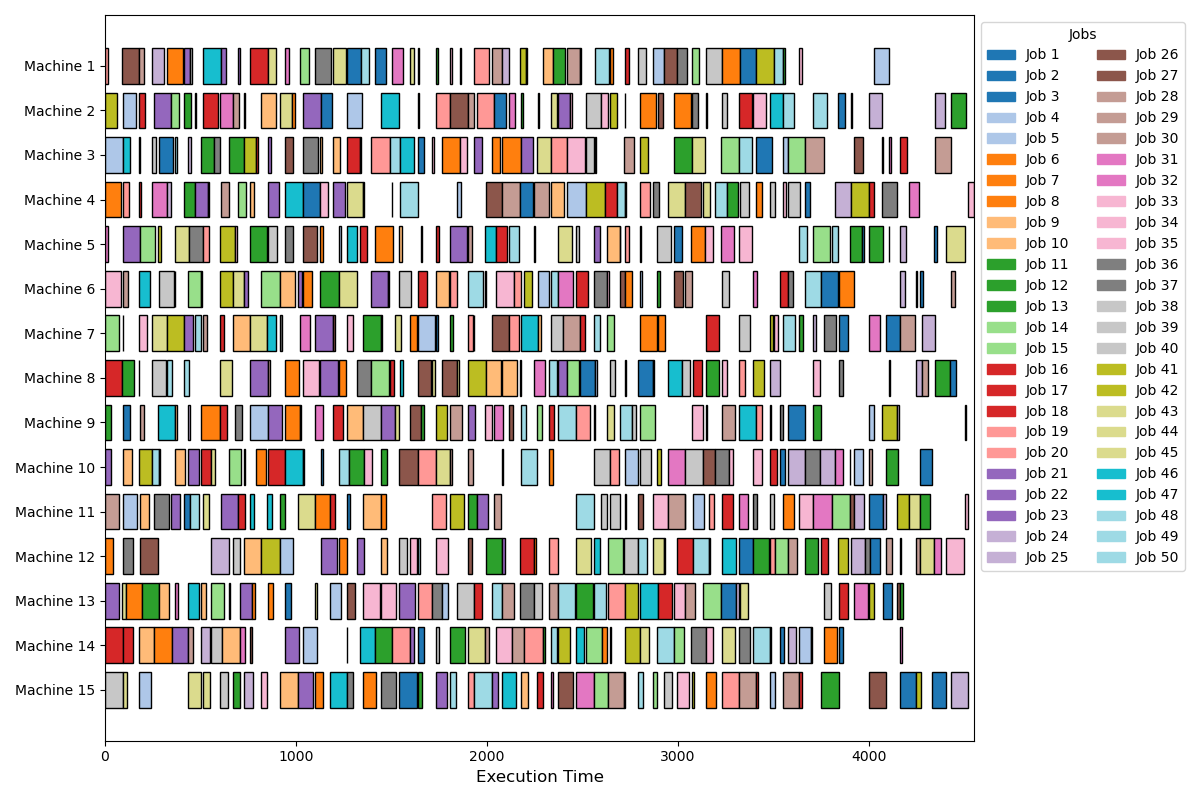 Machine 1
Machine 2
Machine 3
Machine 4
Machine 5
Machine 6
Machine 7
Machine 8
Machine 9
Machine 10
Machine 11
Machine 12
Machine 13
Machine 14
Machine 15
0 1000 2000 3000 4000
Execution Time
Jobs
Job 1 Job 26
Job 2 Job 27
Job 3 Job 28
Job 4 Job 29
Job 5 Job 30
Job 6 Job 31
Job 7 Job 32
Job 8 Job 33
Job 9 Job 34
Job 10 Job 35
Job 11 Job 36
Job 12 Job 37
Job 13 Job 38
Job 14 Job 39
Job 15 Job 40
Job 16 Job 41
Job 17 Job 42
Job 18 Job 43
Job 19 Job 44
Job 20 Job 45
Job 21 Job 46
Job 22 Job 47
Job 23 Job 48
Job 24 Job 49
Job 25 Job 50